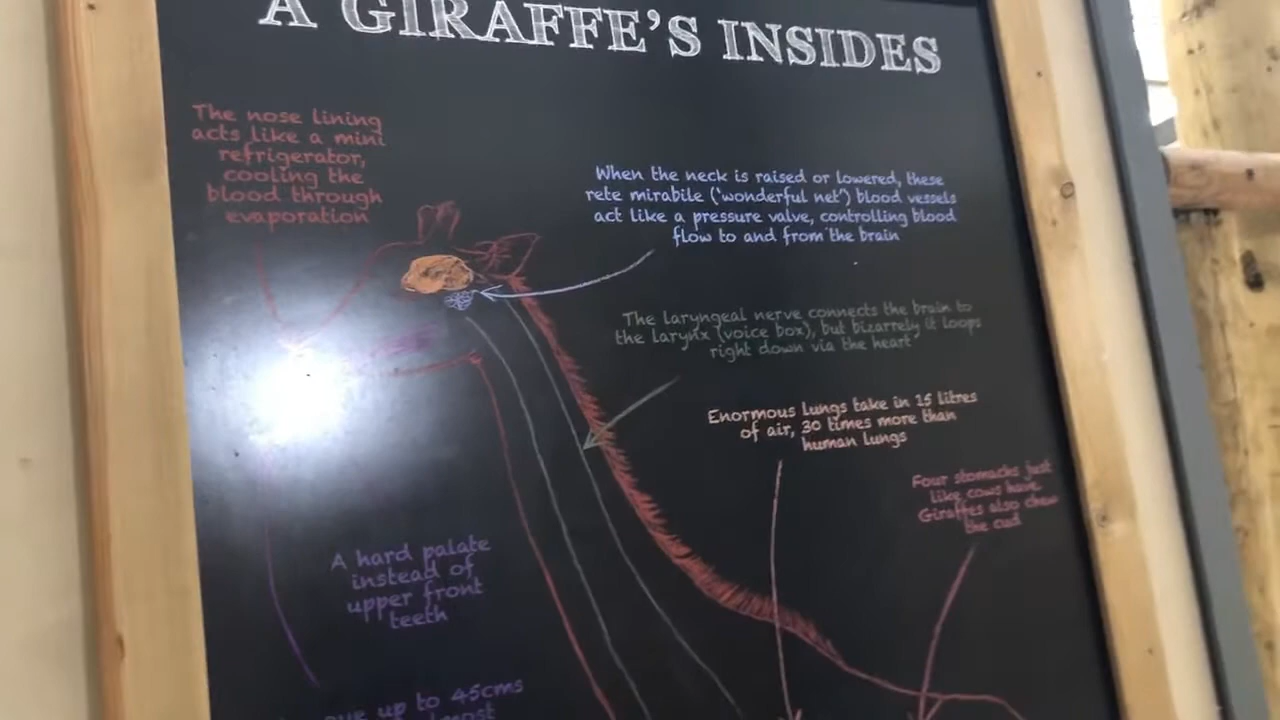 A GIRAFFE'S INSIDES
The nose lining
acts like a mini
refrigerator,
cooling the
blood through
evaporation
When the neck is raised or lowered, these
rete mirabile ('wonderful net') blood vessels
act like a pressure valve, controlling blood
flow to and from the brain
The laryngeal nerve connects the brain to
the larynx (voice box), but bizarrely it loops
right down via the heart
Enormous lungs take in 15 litres
of air, 30 times more than
human lungs
Four stomachs just
like cows have.
Giraffes also chew
the cud
A hard palate
instead of
upper front
teeth
up to 45cms